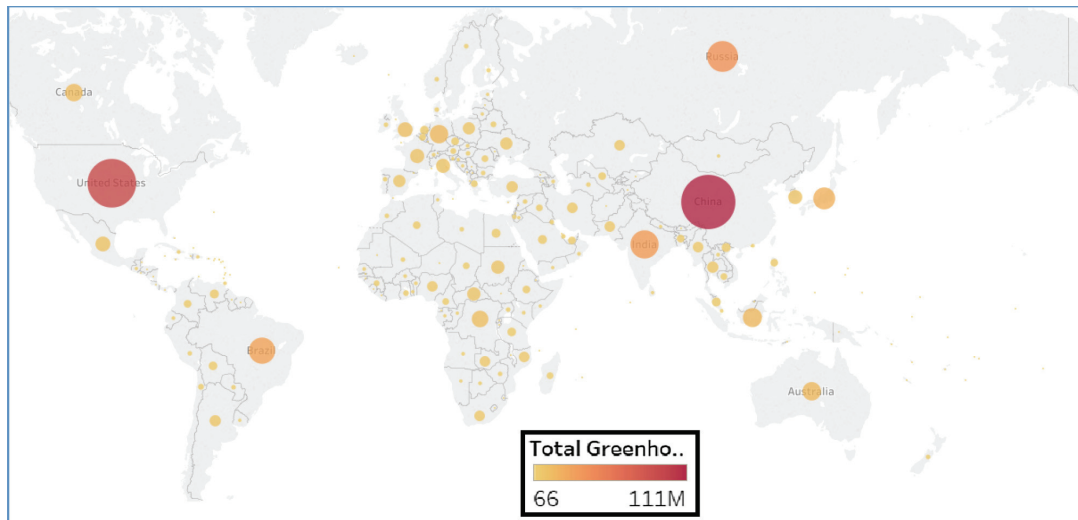 Russia
Canada
United States
China
India
Brazil
Australia
Total Greenho..
66 111M